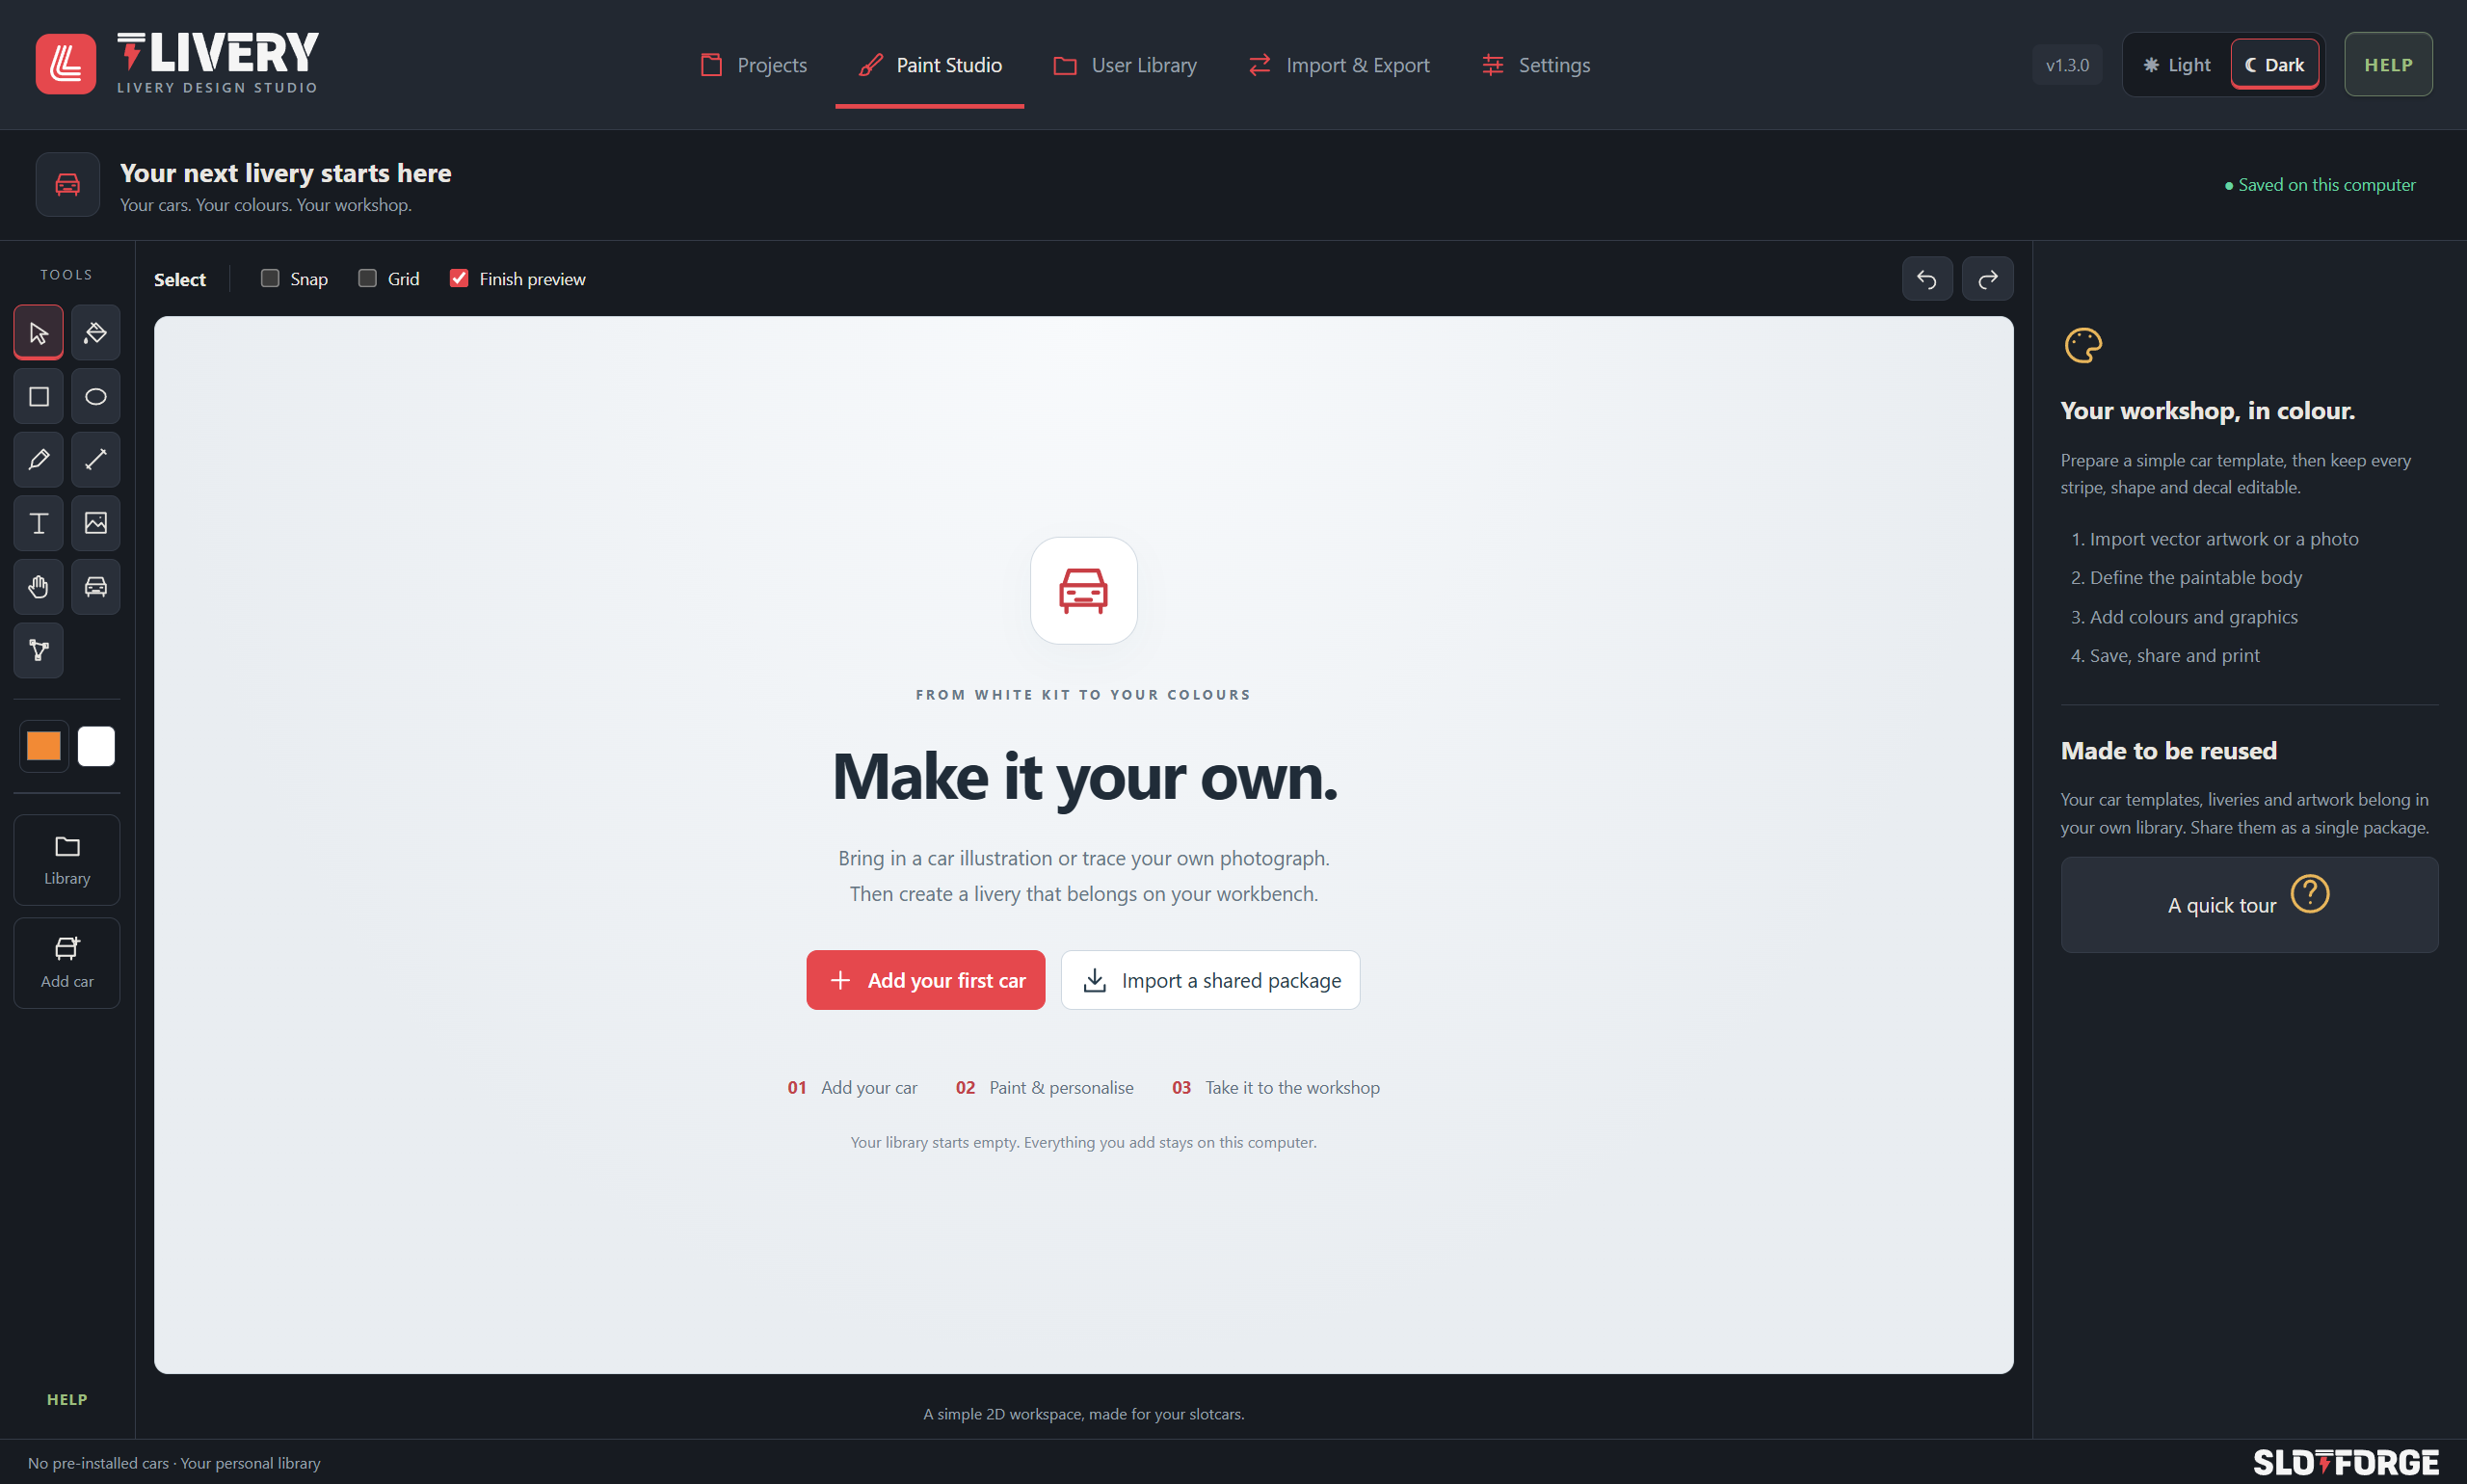 LIVERY
LIVERY DESIGN STUDIO
Projects
Paint Studio
User Library
Import & Export
Settings
v1.3.0
Light
Dark
HELP
Your next livery starts here
Your cars. Your colours. Your workshop.
Saved on this computer
TOOLS
Select
Snap
Grid
Finish preview
Library
Add car
HELP
FROM WHITE KIT TO YOUR COLOURS
Make it your own.
Bring in a car illustration or trace your own photograph.
Then create a livery that belongs on your workbench.
Add your first car
Import a shared package
01 Add your car
02 Paint & personalise
03 Take it to the workshop
Your library starts empty. Everything you add stays on this computer.
A simple 2D workspace, made for your slotcars.
Your workshop, in colour.
Prepare a simple car template, then keep every
stripe, shape and decal editable.
1. Import vector artwork or a photo
2. Define the paintable body
3. Add colours and graphics
4. Save, share and print
Made to be reused
Your car templates, liveries and artwork belong in
your own library. Share them as a single package.
A quick tour
No pre-installed cars · Your personal library
SLOTFORGE